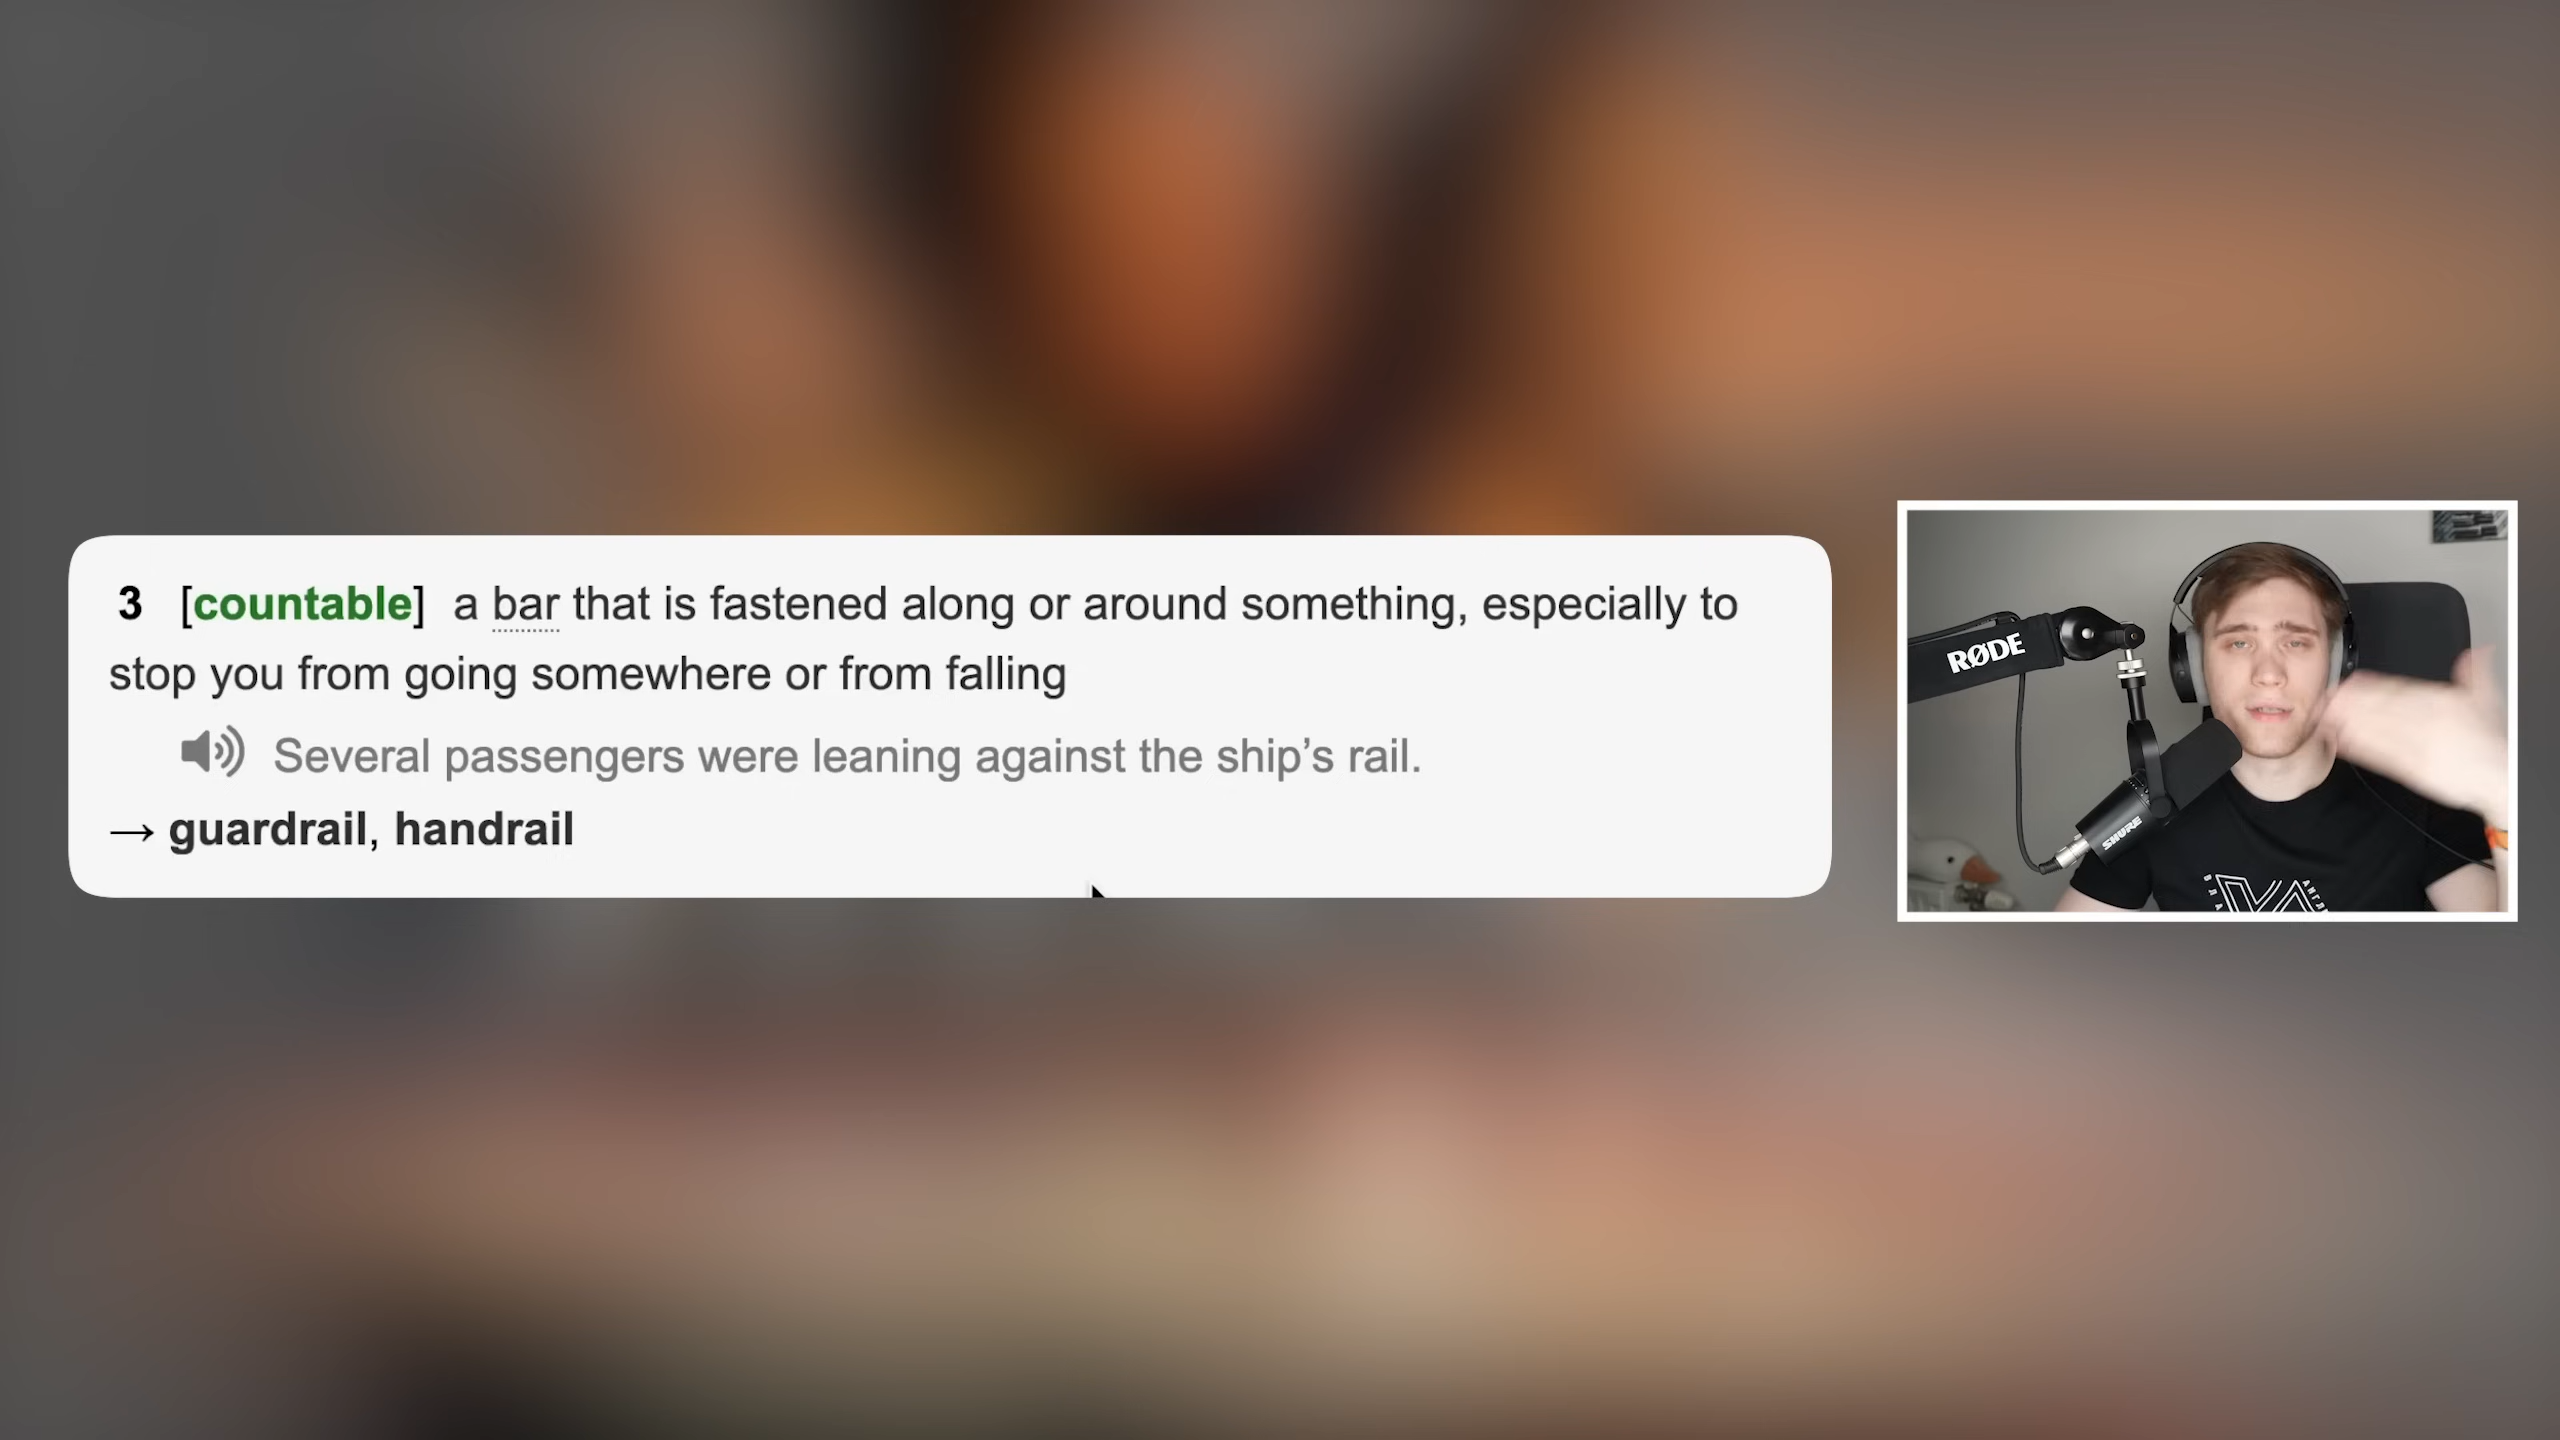 3 [countable] a bar that is fastened along or around something, especially to
stop you from going somewhere or from falling
Several passengers were leaning against the ship’s rail.
→ guardrail, handrail
RØDE
SHURE